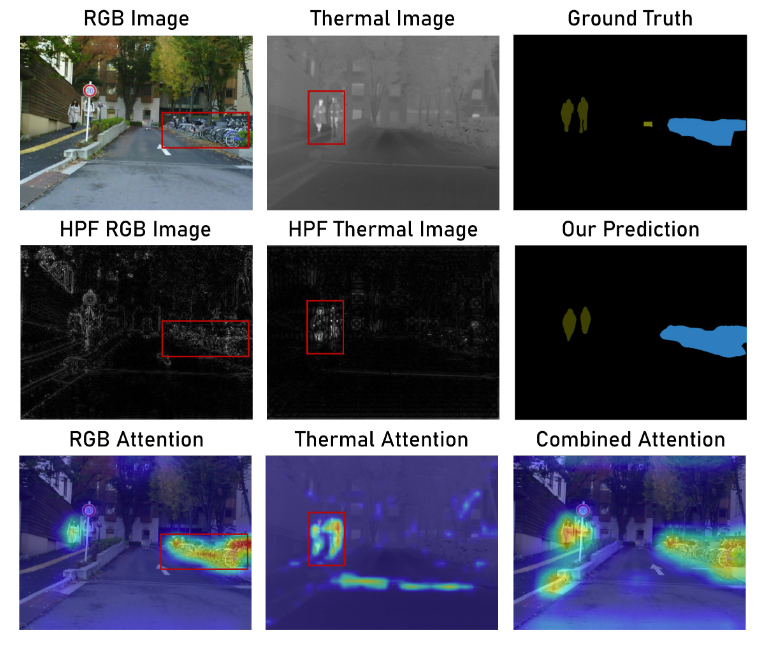 RGB Image
Thermal Image
Ground Truth
HPF RGB Image
HPF Thermal Image
Our Prediction
RGB Attention
Thermal Attention
Combined Attention